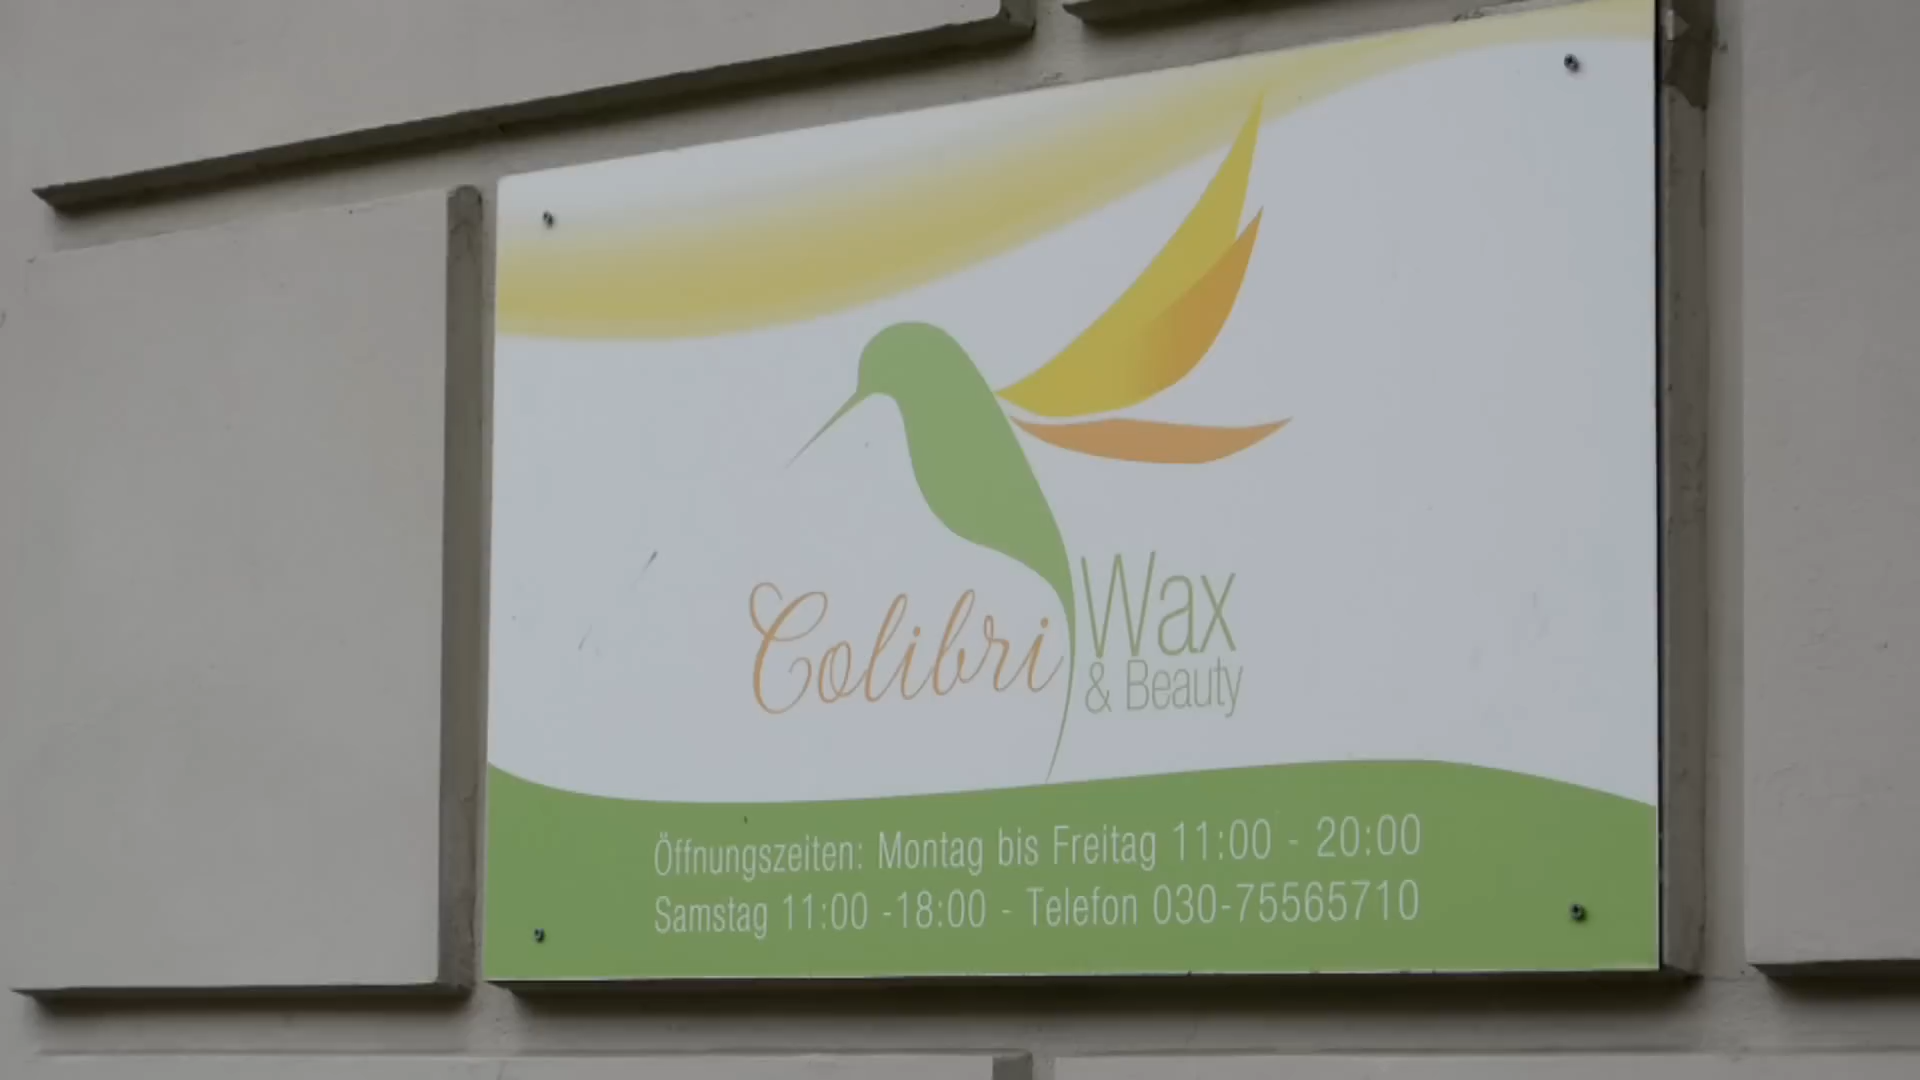 Colibri Wax
& Beauty
Öffnungszeiten: Montag bis Freitag 11:00 - 20:00
Samstag 11:00 -18:00 - Telefon 030-75565710